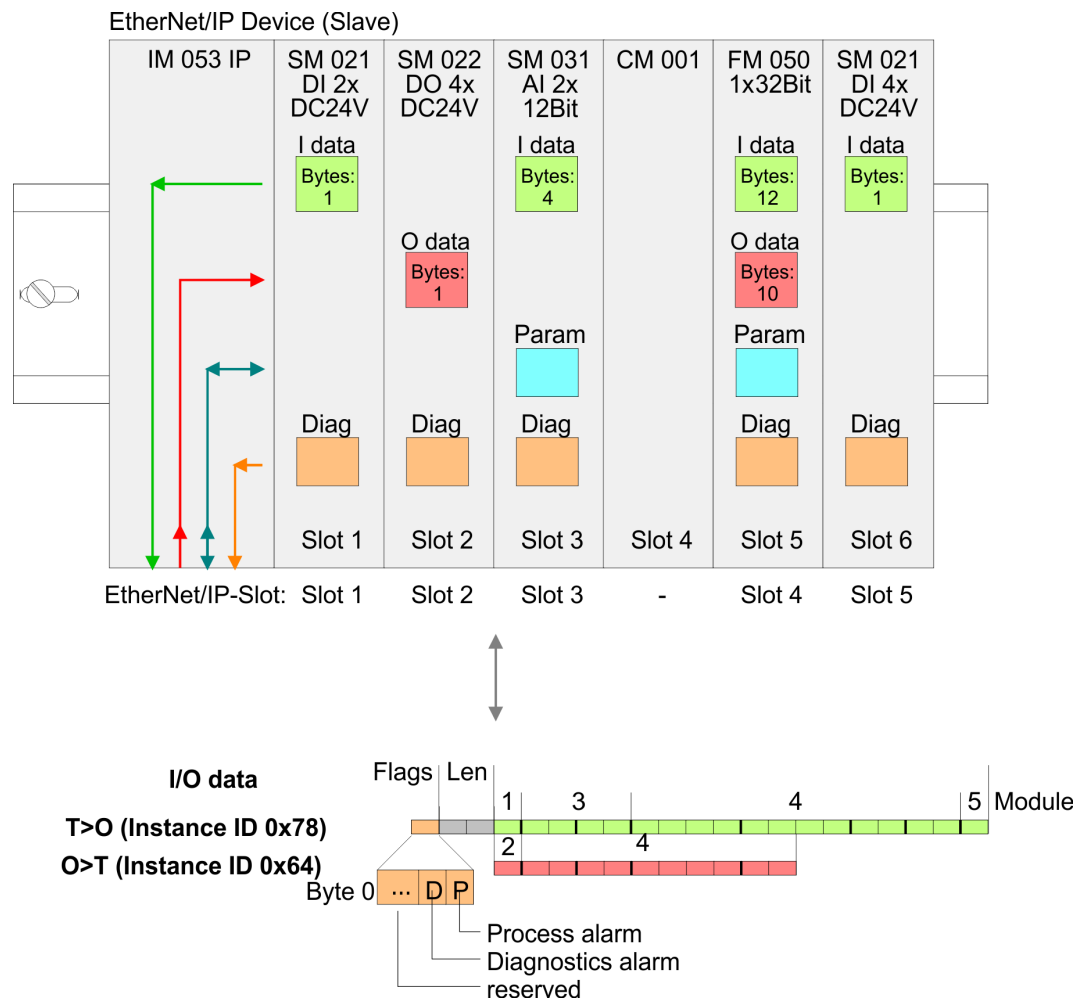 EtherNet/IP Device (Slave)
IM 053 IP
SM 021
DI 2x
DC24V
SM 022
DO 4x
DC24V
SM 031
AI 2x
12Bit
CM 001
FM 050
1x32Bit
SM 021
DI 4x
DC24V
I data
Bytes:
1
I data
Bytes:
4
I data
Bytes:
12
I data
Bytes:
1
O data
Bytes:
1
O data
Bytes:
10
Param
Param
Diag
Diag
Diag
Diag
Diag
Slot 1
Slot 2
Slot 3
Slot 4
Slot 5
Slot 6
EtherNet/IP-Slot: Slot 1 Slot 2 Slot 3 - Slot 4 Slot 5
I/O data
Flags Len
1 3 4 5 Module
T>O (Instance ID 0x78)
2 4
O>T (Instance ID 0x64)
Byte 0 ... D P
Process alarm
Diagnostics alarm
reserved